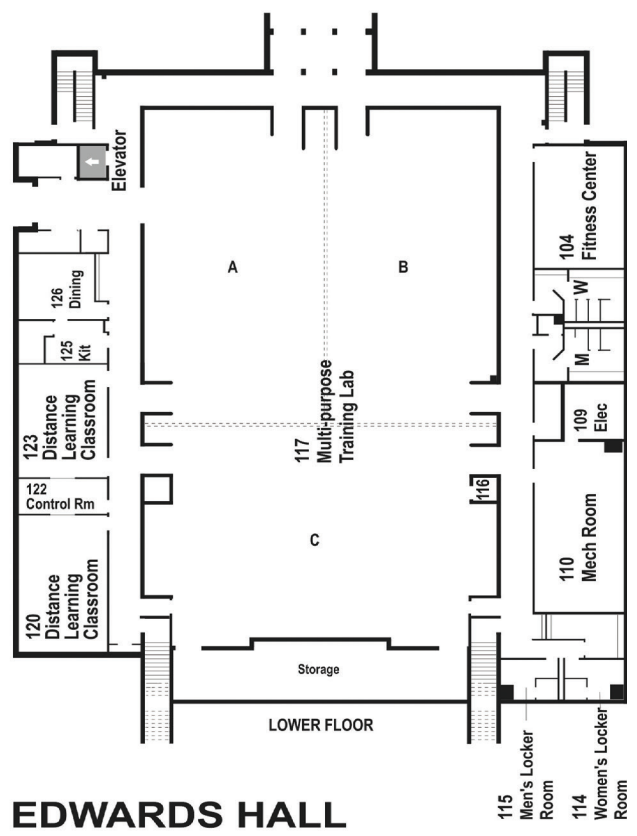 Elevator
104
Fitness Center
A
B
126
Dining
W
125
Kit
M
117
Multi-purpose
Training Lab
123
Distance
Learning
Classroom
109
Elec
122
Control Rm
116
C
110
Mech Room
120
Distance
Learning
Classroom
Storage
LOWER FLOOR
115
Men's Locker
Room
114
Women's Locker
Room
EDWARDS HALL